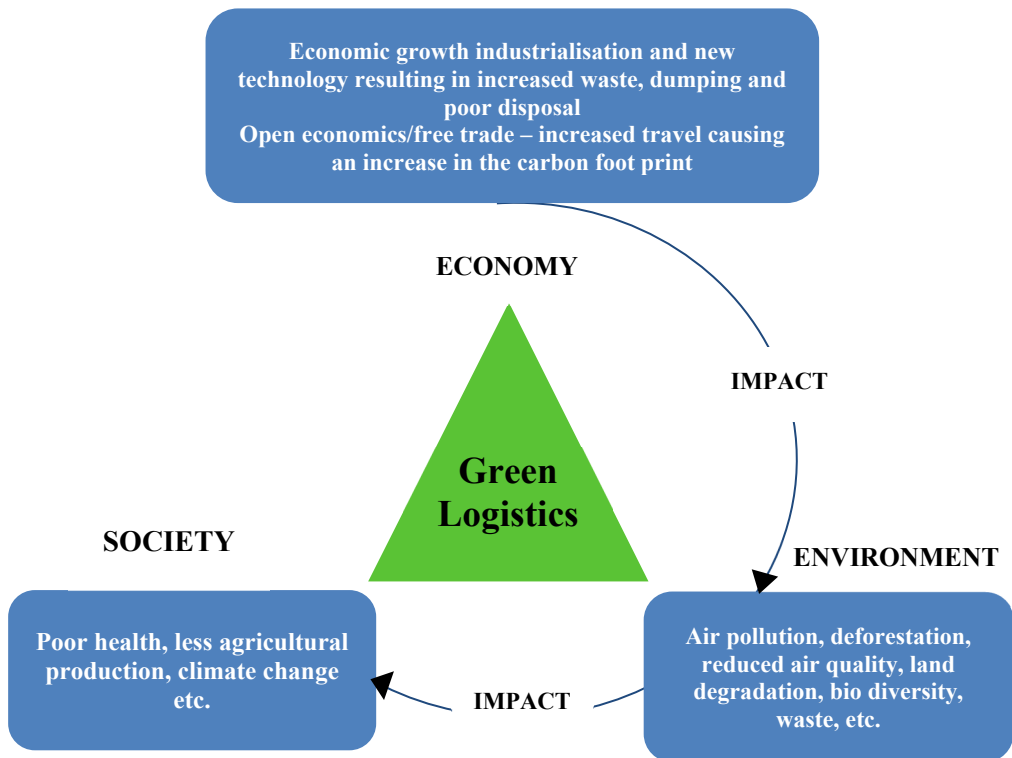 Economic growth industrialisation and new
technology resulting in increased waste, dumping and
poor disposal
Open economics/free trade – increased travel causing
an increase in the carbon foot print
ECONOMY
IMPACT
Green
Logistics
SOCIETY
ENVIRONMENT
Poor health, less agricultural
production, climate change
etc.
IMPACT
Air pollution, deforestation,
reduced air quality, land
degradation, bio diversity,
waste, etc.